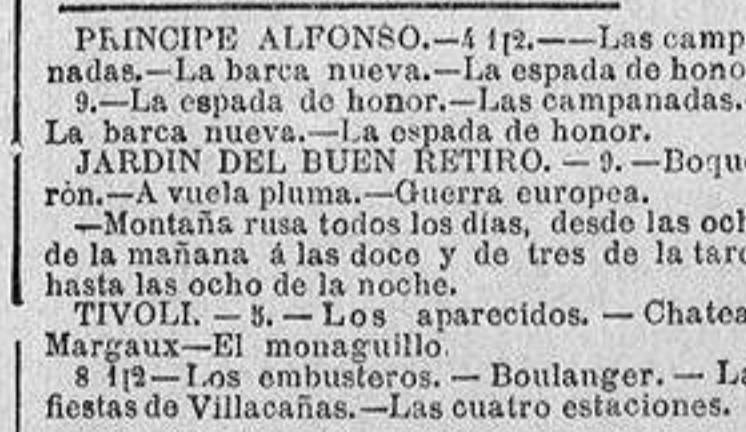 PRINCIPE ALFONSO.—4 1[2.——Las camp
nadas.—La barca nueva.—La espada de hono
9.—La espada de honor.—Las campanadas.
La barca nueva.—La espada de honor.
JARDIN DEL BUEN RETIRO. — 9. —Boque
rón.—A vuela pluma.—Guerra europea.
—Montaña rusa todos los días, desde las och
de la mañana á las doce y de tres de la tard
hasta las ocho de la noche.
TIVOLI. — 5. — Los aparecidos. — Chatea
Margaux—El monaguillo.
8 1[2—Los embusteros. — Boulanger. — La
fiestas de Villacañas.—Las cuatro estaciones.